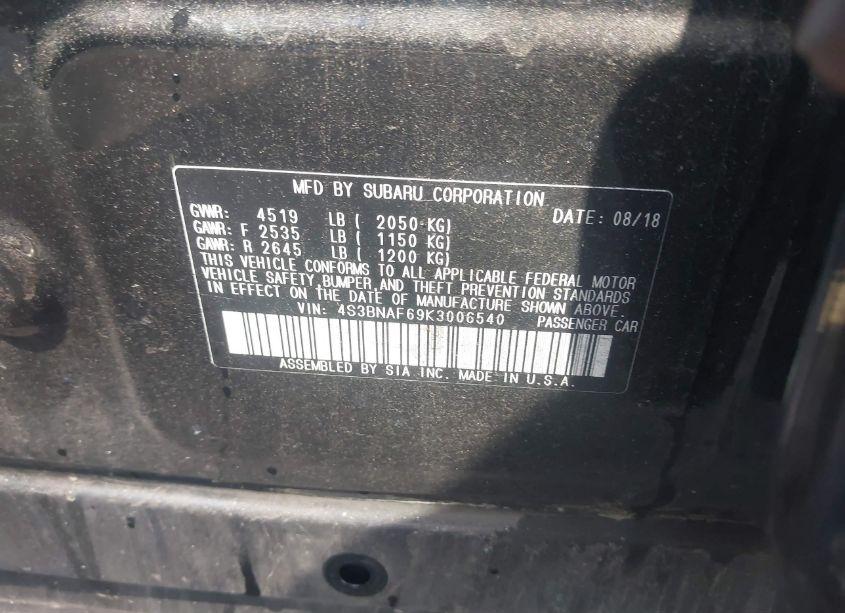 MFD BY SUBARU CORPORATION
GVWR: 4519 LB ( 2050 KG) DATE: 08/18
GAWR: F 2535 LB ( 1150 KG)
GAWR: R 2645 LB ( 1200 KG)
THIS VEHICLE CONFORMS TO ALL APPLICABLE FEDERAL MOTOR
VEHICLE SAFETY,BUMPER,AND THEFT PREVENTION STANDARDS
IN EFFECT ON THE DATE OF MANUFACTURE SHOWN ABOVE.
VIN: 4S3BNAF69K3006540 PASSENGER CAR
ASSEMBLED BY SIA INC. MADE IN U.S.A.